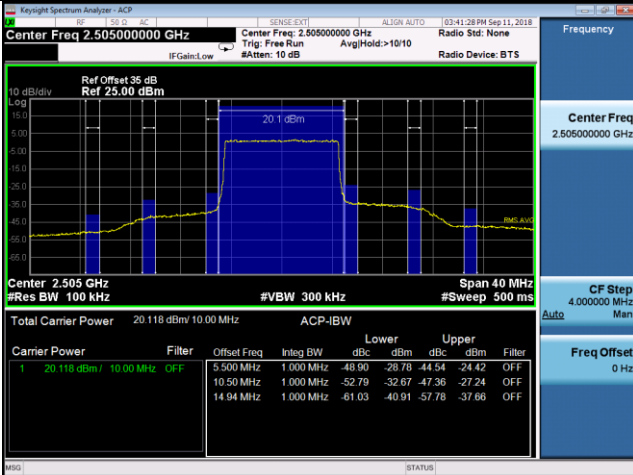 Keysight Spectrum Analyzer - ACP
RF 50 Ω AC SENSE:EXT ALIGN AUTO 03:41:28 PM Sep 11, 2018
Center Freq 2.505000000 GHz
Center Freq: 2.505000000 GHz
Radio Std: None
Trig: Free Run Avg|Hold:>10/10
IFGain:Low #Atten: 10 dB Radio Device: BTS
Frequency
Ref Offset 35 dB
10 dB/div Ref 25.00 dBm
Log
15.0
5.00
-5.00
-15.0
-25.0
-35.0
-45.0
-55.0
-65.0
20.1 dBm
RMS AVG
Center 2.505 GHz Span 40 MHz
#Res BW 100 kHz #VBW 300 kHz #Sweep 500 ms
Total Carrier Power 20.118 dBm/ 10.00 MHz ACP-IBW
Lower Upper
Carrier Power Filter Offset Freq Integ BW dBc dBm dBc dBm Filter
1 20.118 dBm / 10.00 MHz OFF 5.500 MHz 1.000 MHz -48.90 -28.78 -44.54 -24.42 OFF
10.50 MHz 1.000 MHz -52.79 -32.67 -47.36 -27.24 OFF
14.94 MHz 1.000 MHz -61.03 -40.91 -57.78 -37.66 OFF
Center Freq
2.505000000 GHz
CF Step
4.000000 MHz
Auto Man
Freq Offset
0 Hz
MSG STATUS